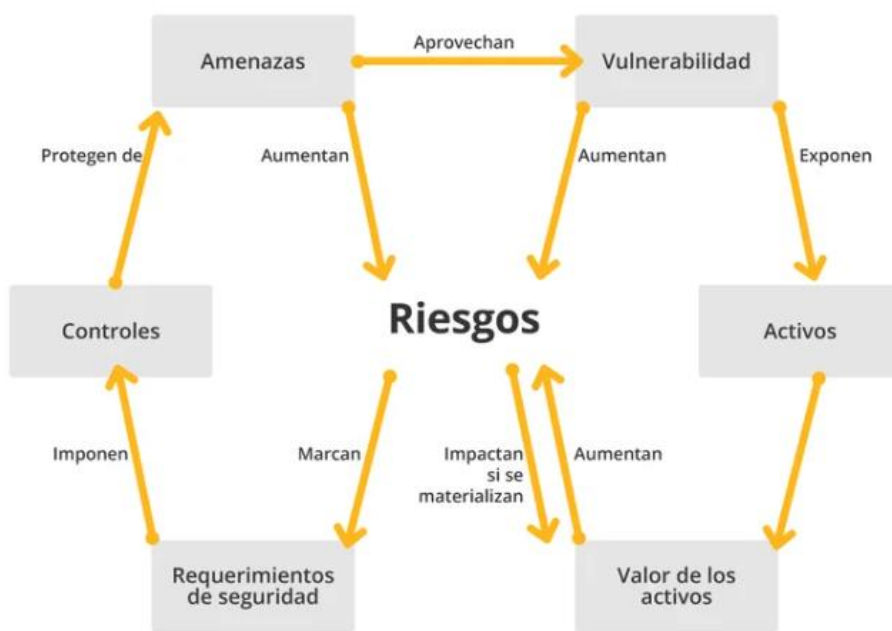 Amenazas
Aprovechan
Vulnerabilidad
Protegen de
Aumentan
Aumentan
Exponen
Controles
Riesgos
Activos
Imponen
Marcan
Impactan
si se
materializan
Aumentan
Requerimientos
de seguridad
Valor de los
activos